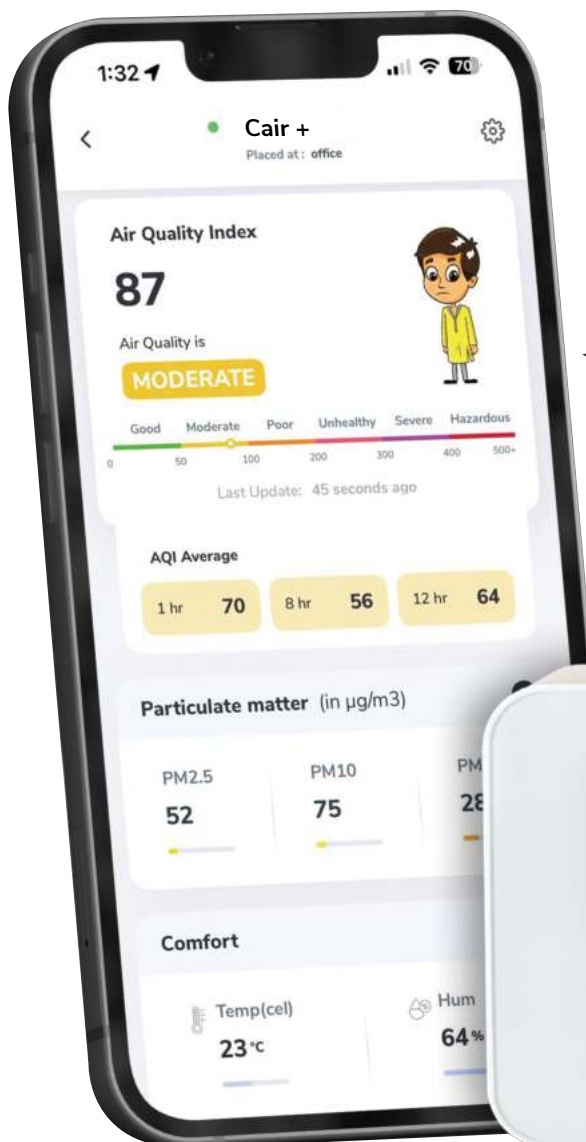 1:32
70
Cair +
Placed at : office
Air Quality Index
87
Air Quality is
MODERATE
Good Moderate Poor Unhealthy Severe Hazardous
0 50 100 200 300 400 500+
Last Update: 45 seconds ago
AQI Average
1 hr 70 8 hr 56 12 hr 64
Particulate matter (in µg/m3)
PM2.5 PM10 PM
52 75
Comfort
Temp(cel) Hum
23 °C 64 %